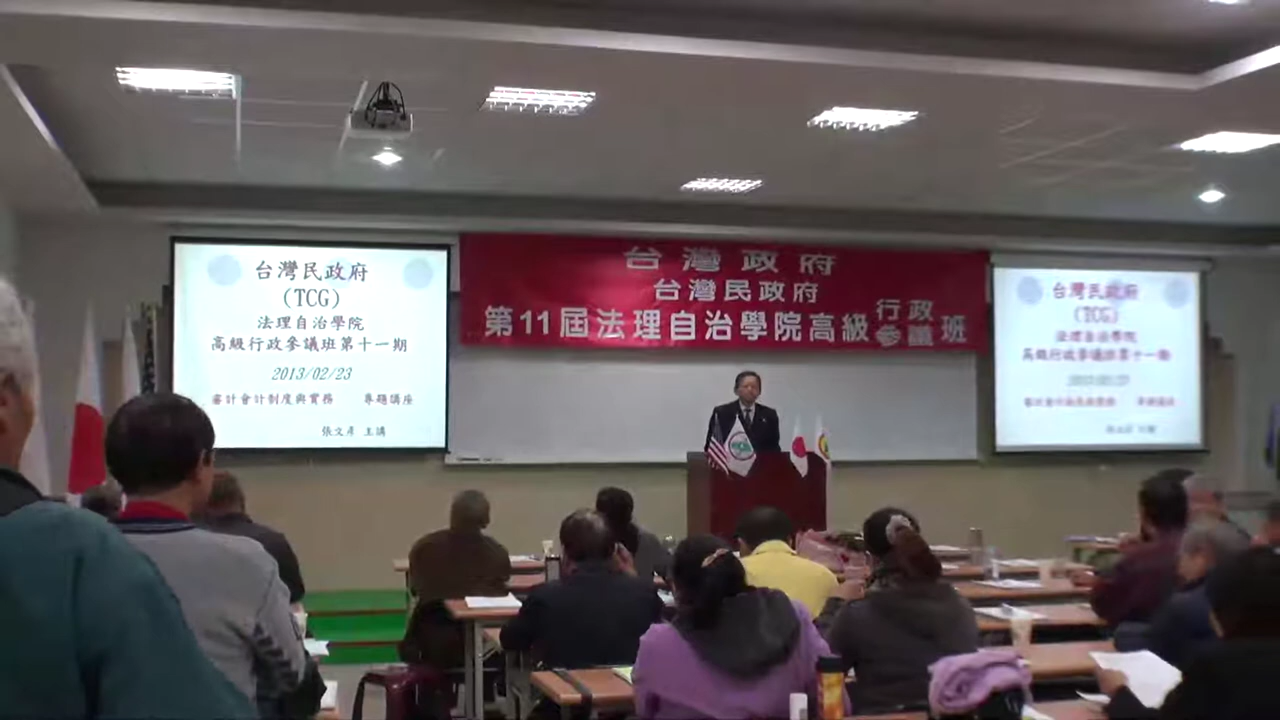 台灣民政府
(TCG)
法理自治學院
高級行政參議班第十一期
2013/02/23
審計會計制度與實務 專題講座
張文彥 主講
台灣政府
台灣民政府
第11屆法理自治學院高級行政參議班
台灣民政府
(TCG)
法理自治學院
高級行政參議班第十一期
2013/02/23